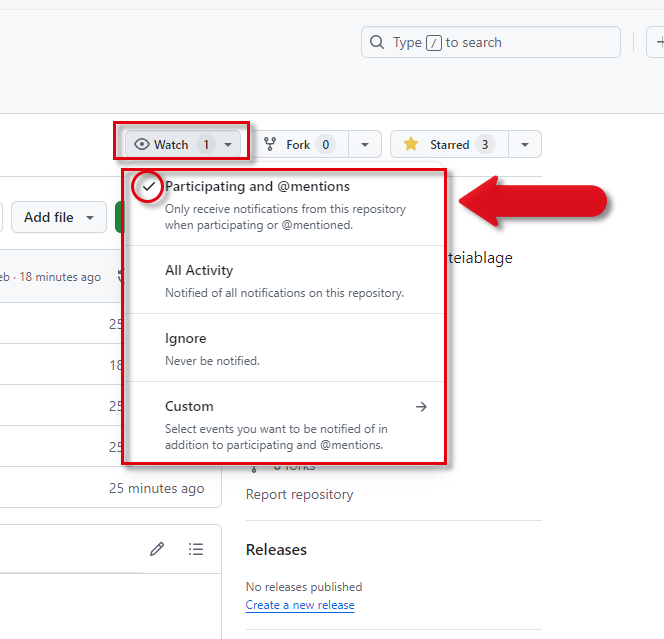 Type / to search
Watch 1
Fork 0
Starred 3
Participating and @mentions
Only receive notifications from this repository
when participating or @mentioned.
Add file
18 minutes ago
teiablage
All Activity
Notified of all notifications on this repository.
25
Ignore
Never be notified.
18
25
Custom
Select events you want to be notified of in
addition to participating and @mentions.
25
0 forks
25 minutes ago
Report repository
Releases
No releases published
Create a new release